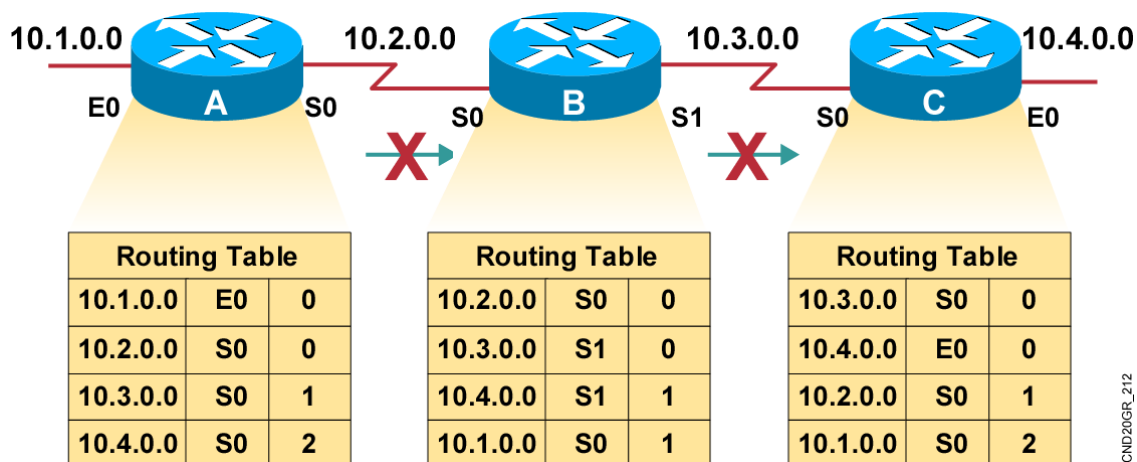 10.1.0.0 10.2.0.0 10.3.0.0 10.4.0.0
A B C
E0 S0 S0 S1 S0 E0
X X
Routing Table
10.1.0.0 E0 0
10.2.0.0 S0 0
10.3.0.0 S0 1
10.4.0.0 S0 2
Routing Table
10.2.0.0 S0 0
10.3.0.0 S1 0
10.4.0.0 S1 1
10.1.0.0 S0 1
Routing Table
10.3.0.0 S0 0
10.4.0.0 E0 0
10.2.0.0 S0 1
10.1.0.0 S0 2
CND20GR_212